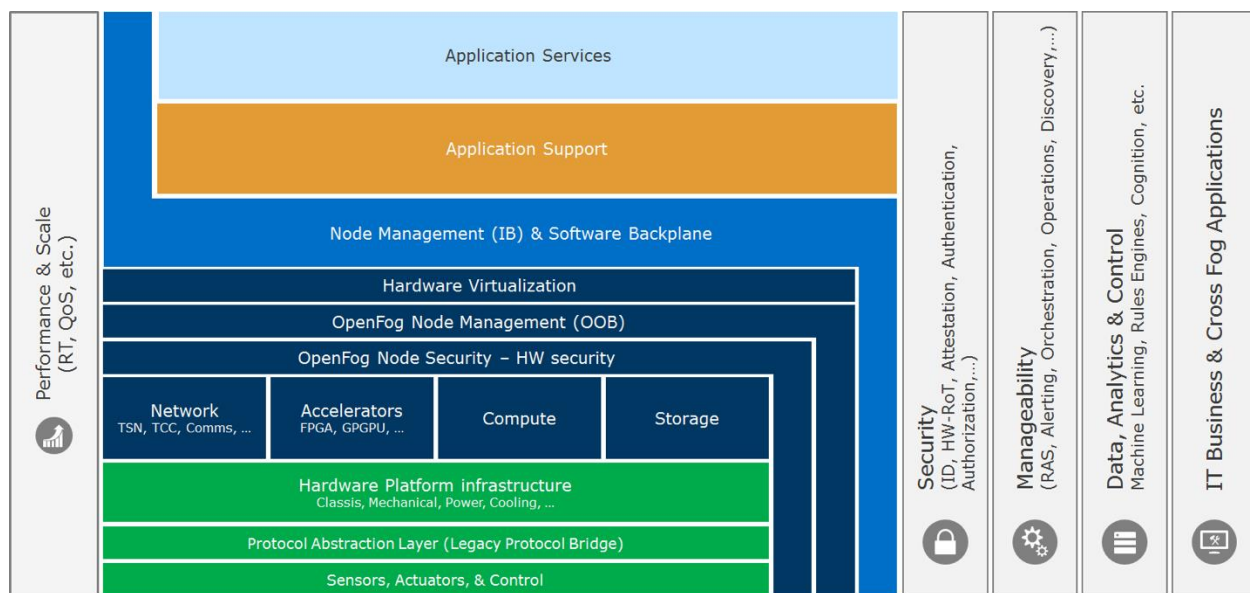 Performance & Scale
(RT, QoS, etc.)
Application Services
Application Support
Node Management (IB) & Software Backplane
Hardware Virtualization
OpenFog Node Management (OOB)
OpenFog Node Security – HW security
Network
TSN, TCC, Comms, ...
Accelerators
FPGA, GPGPU, ...
Compute
Storage
Hardware Platform infrastructure
Classis, Mechanical, Power, Cooling, ...
Protocol Abstraction Layer (Legacy Protocol Bridge)
Sensors, Actuators, & Control
Security
(ID, HW-RoT, Attestation, Authentication,
Authorization,...)
Manageability
(RAS, Alerting, Orchestration, Operations, Discovery,...)
Data, Analytics & Control
Machine Learning, Rules Engines, Cognition, etc.
IT Business & Cross Fog Applications